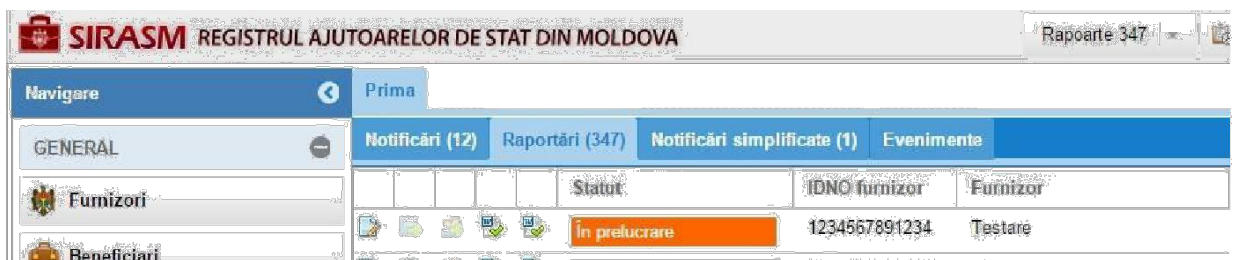 SIRASM REGISTRUL AJUTOARELOR DE STAT DIN MOLDOVA
Rapoarte 347
Navigare
Prima
GENERAL
Notificări (12) Raportări (347) Notificări simplificate (1) Evenimente
Statut IDNO furnizor Furnizor
Furnizori
În prelucrare 1234567891234 Testare
Beneficiari